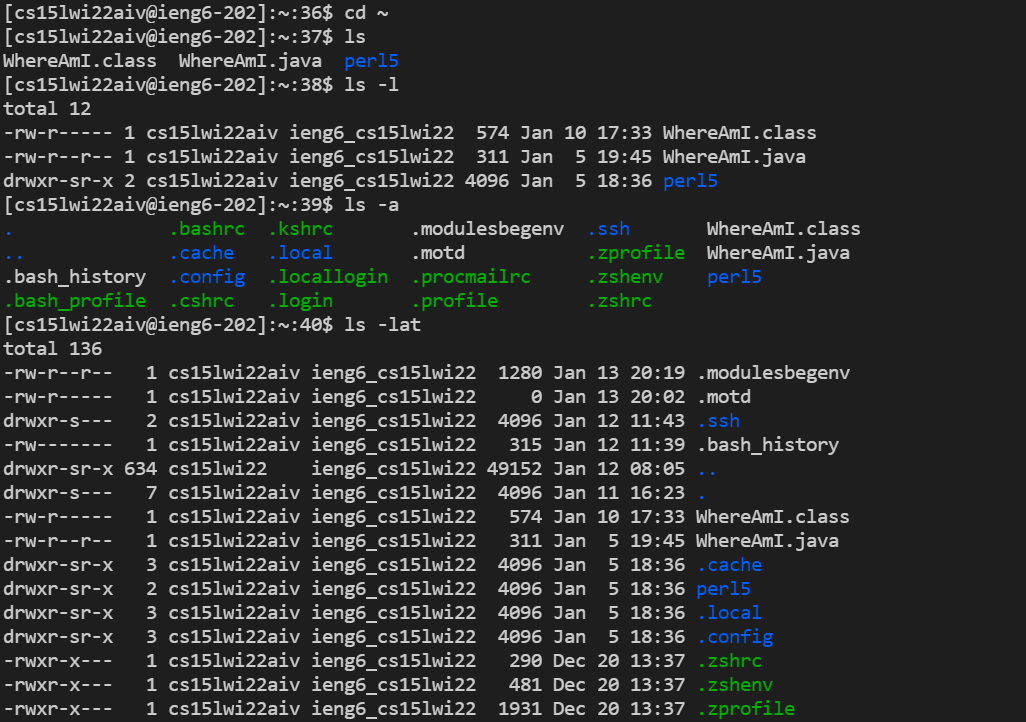 [cs15lwi22aiv@ieng6-202]:~:36$ cd ~
[cs15lwi22aiv@ieng6-202]:~:37$ ls
WhereAmI.class  WhereAmI.java  perl5
[cs15lwi22aiv@ieng6-202]:~:38$ ls -l
total 12
-rw-r----- 1 cs15lwi22aiv ieng6_cs15lwi22  574 Jan 10 17:33 WhereAmI.class
-rw-r--r-- 1 cs15lwi22aiv ieng6_cs15lwi22  311 Jan  5 19:45 WhereAmI.java
drwxr-sr-x 2 cs15lwi22aiv ieng6_cs15lwi22 4096 Jan  5 18:36 perl5
[cs15lwi22aiv@ieng6-202]:~:39$ ls -a
.              .bashrc  .kshrc       .modulesbegenv  .ssh       WhereAmI.class
..             .cache   .local       .motd           .zprofile  WhereAmI.java
.bash_history  .config  .locallogin  .procmailrc     .zshenv    perl5
.bash_profile  .cshrc   .login       .profile        .zshrc
[cs15lwi22aiv@ieng6-202]:~:40$ ls -lat
total 136
-rw-r--r--   1 cs15lwi22aiv ieng6_cs15lwi22  1280 Jan 13 20:19 .modulesbegenv
-rw-r-----   1 cs15lwi22aiv ieng6_cs15lwi22     0 Jan 13 20:02 .motd
drwxr-s---   2 cs15lwi22aiv ieng6_cs15lwi22  4096 Jan 12 11:43 .ssh
-rw-------   1 cs15lwi22aiv ieng6_cs15lwi22   315 Jan 12 11:39 .bash_history
drwxr-sr-x 634 cs15lwi22    ieng6_cs15lwi22 49152 Jan 12 08:05 ..
drwxr-s---   7 cs15lwi22aiv ieng6_cs15lwi22  4096 Jan 11 16:23 .
-rw-r-----   1 cs15lwi22aiv ieng6_cs15lwi22   574 Jan 10 17:33 WhereAmI.class
-rw-r--r--   1 cs15lwi22aiv ieng6_cs15lwi22   311 Jan  5 19:45 WhereAmI.java
drwxr-sr-x   3 cs15lwi22aiv ieng6_cs15lwi22  4096 Jan  5 18:36 .cache
drwxr-sr-x   2 cs15lwi22aiv ieng6_cs15lwi22  4096 Jan  5 18:36 perl5
drwxr-sr-x   3 cs15lwi22aiv ieng6_cs15lwi22  4096 Jan  5 18:36 .local
drwxr-sr-x   3 cs15lwi22aiv ieng6_cs15lwi22  4096 Jan  5 18:36 .config
-rwxr-x---   1 cs15lwi22aiv ieng6_cs15lwi22   290 Dec 20 13:37 .zshrc
-rwxr-x---   1 cs15lwi22aiv ieng6_cs15lwi22   481 Dec 20 13:37 .zshenv
-rwxr-x---   1 cs15lwi22aiv ieng6_cs15lwi22  1931 Dec 20 13:37 .zprofile